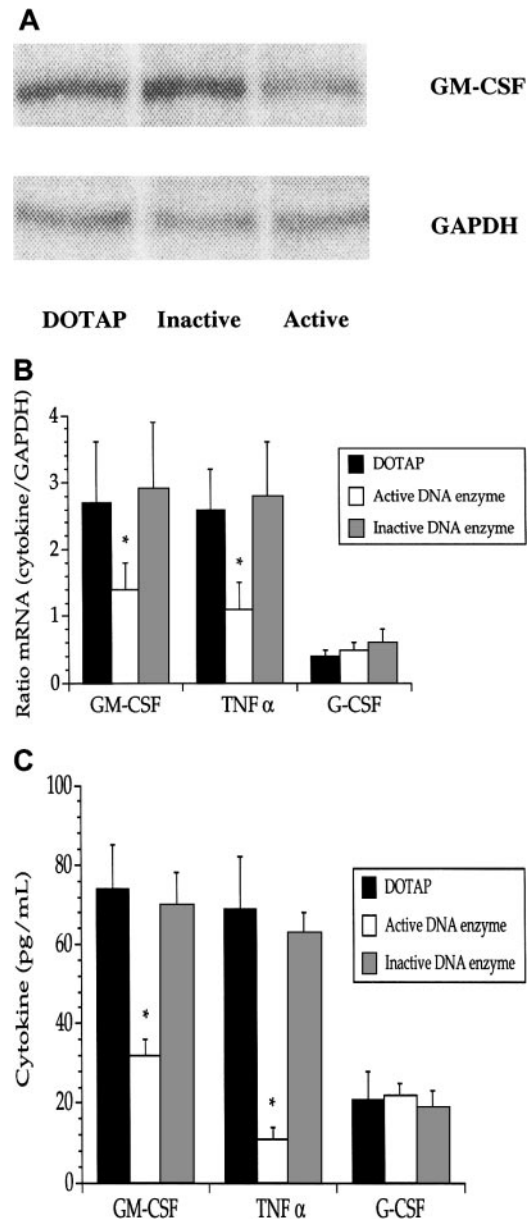 A
GM-CSF
GAPDH
DOTAP Inactive Active
B
Ratio mRNA (cytokine/GAPDH)
4
3
2
1
0
DOTAP
Active DNA enzyme
Inactive DNA enzyme
* *
GM-CSF TNF α G-CSF
C
Cytokine (pg/mL)
100
80
60
40
20
0
DOTAP
Active DNA enzyme
Inactive DNA enzyme
*
*
GM-CSF TNF α G-CSF